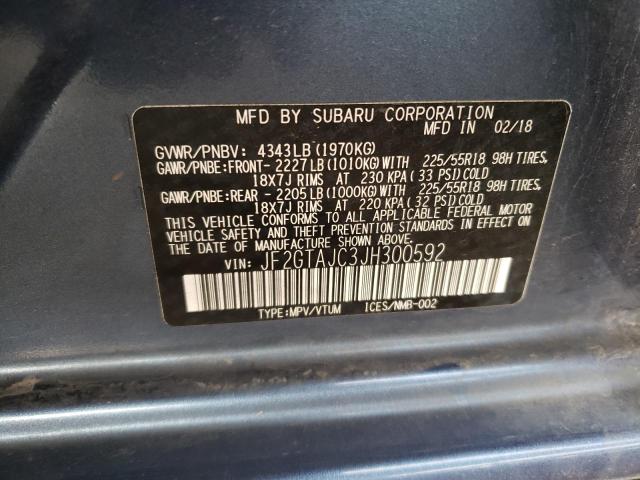 MFD BY SUBARU CORPORATION
MFD IN 02/18
GVWR/PNBV: 4343LB(1970KG)
GAWR/PNBE:FRONT- 2227LB(1010KG)WITH 225/55R18 98H TIRES,
18X7J RIMS AT 230 KPA(33 PSI)COLD
GAWR/PNBE:REAR - 2205LB(1000KG)WITH 225/55R18 98H TIRES,
18X7J RIMS AT 220 KPA(32 PSI)COLD
THIS VEHICLE CONFORMS TO ALL APPLICABLE FEDERAL MOTOR
VEHICLE SAFETY AND THEFT PREVENTION STANDARDS IN EFFECT ON
THE DATE OF MANUFACTURE SHOWN ABOVE.
VIN: JF2GTAJC3JH300592
TYPE:MPV/VTUM ICES/NMB-002